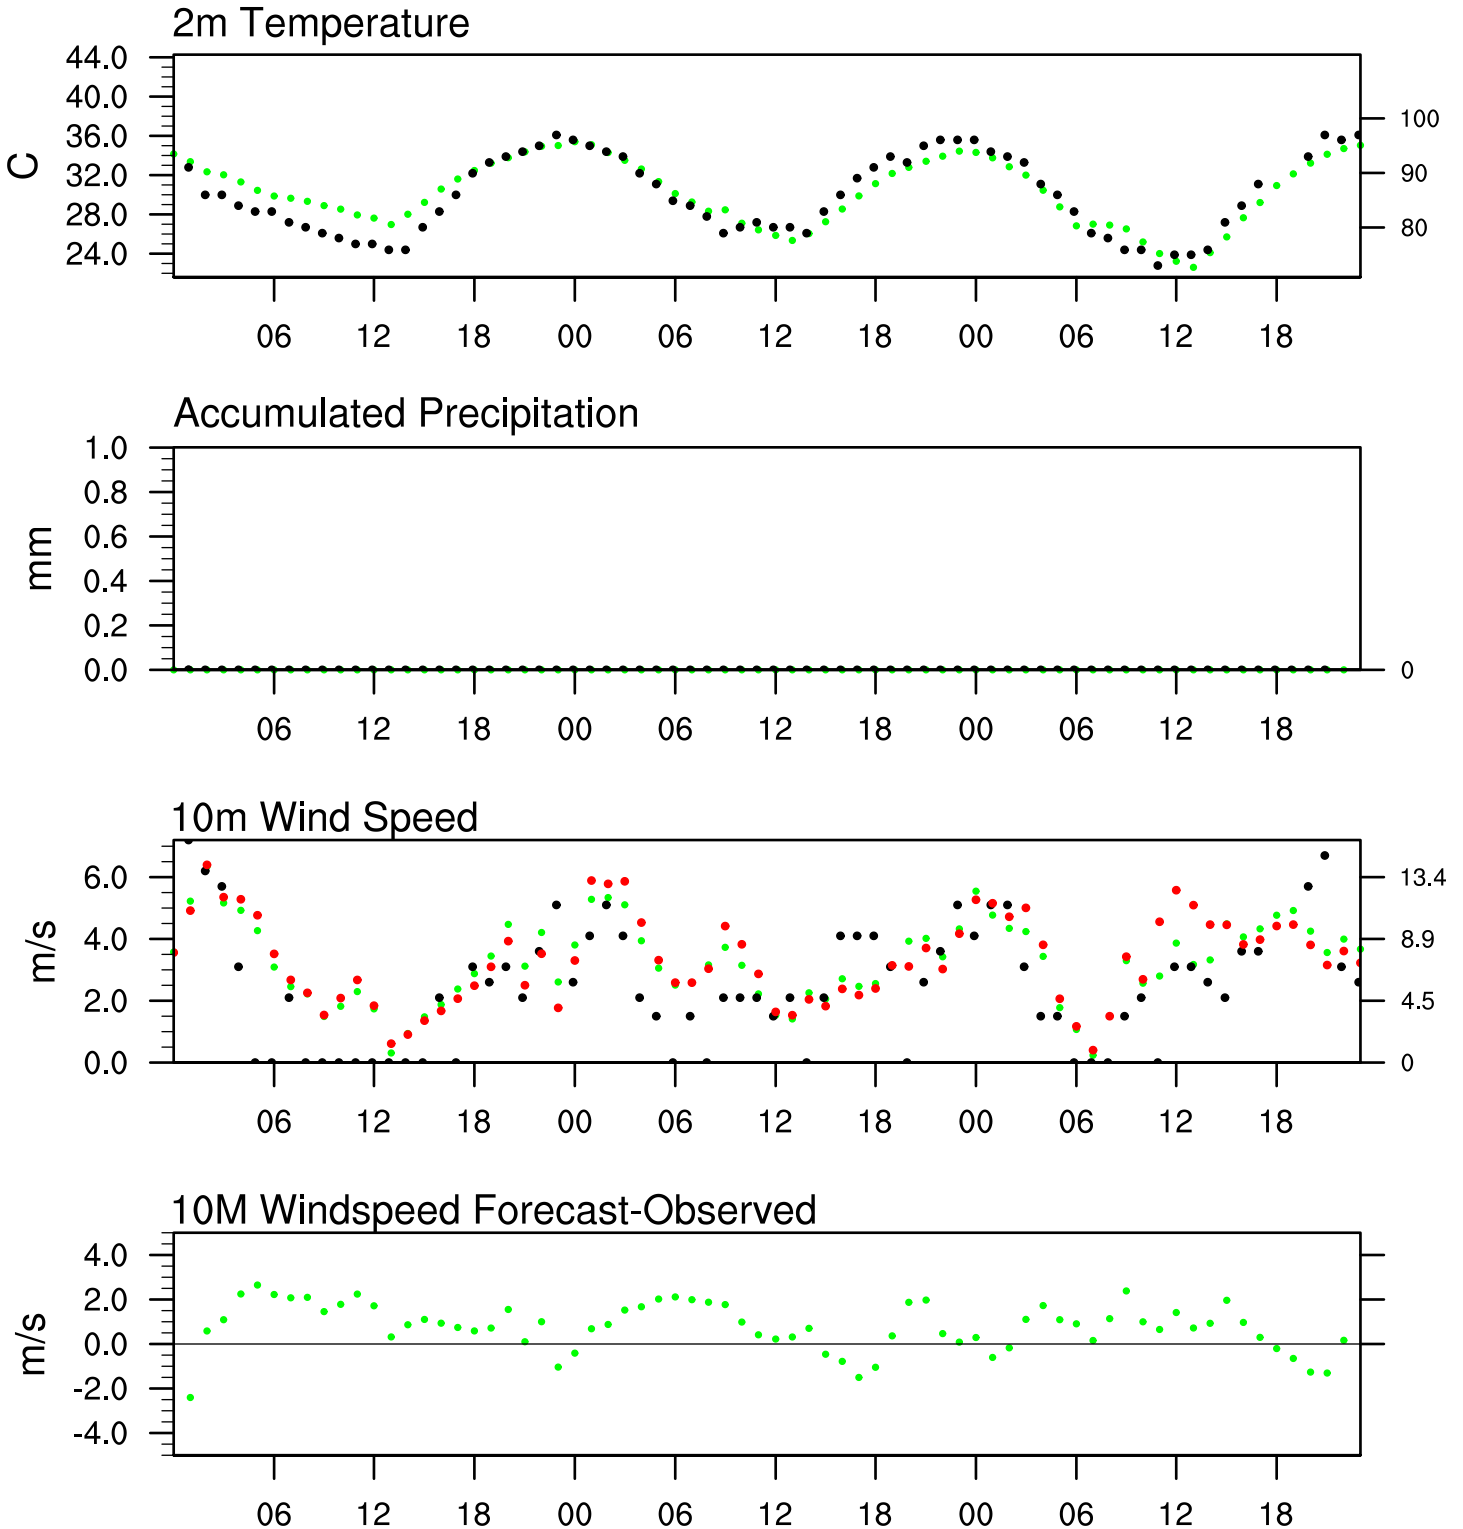 2m Temperature
44.0
40.0
36.0
32.0
28.0
24.0
C
100
90
80
06 12 18 00 06 12 18 00 06 12 18
Accumulated Precipitation
1.0
0.8
0.6
0.4
0.2
0.0
mm
0
06 12 18 00 06 12 18 00 06 12 18
10m Wind Speed
6.0
4.0
2.0
0.0
m/s
13.4
8.9
4.5
0
06 12 18 00 06 12 18 00 06 12 18
10M Windspeed Forecast-Observed
4.0
2.0
0.0
-2.0
-4.0
m/s
06 12 18 00 06 12 18 00 06 12 18